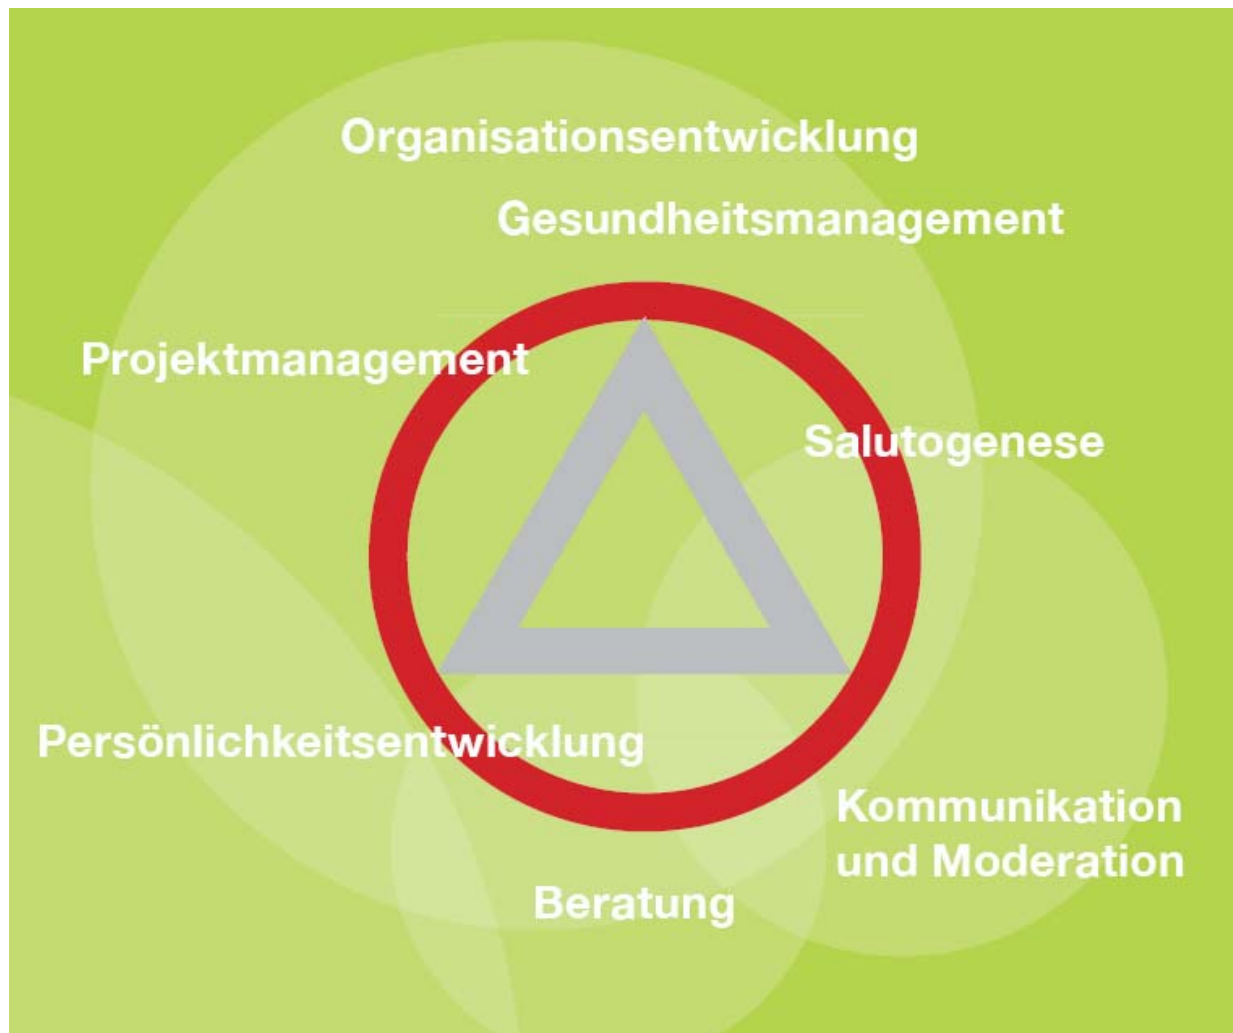 Organisationsentwicklung
Gesundheitsmanagement
Projektmanagement
Salutogenese
Persönlichkeitsentwicklung
Kommunikation
und Moderation
Beratung